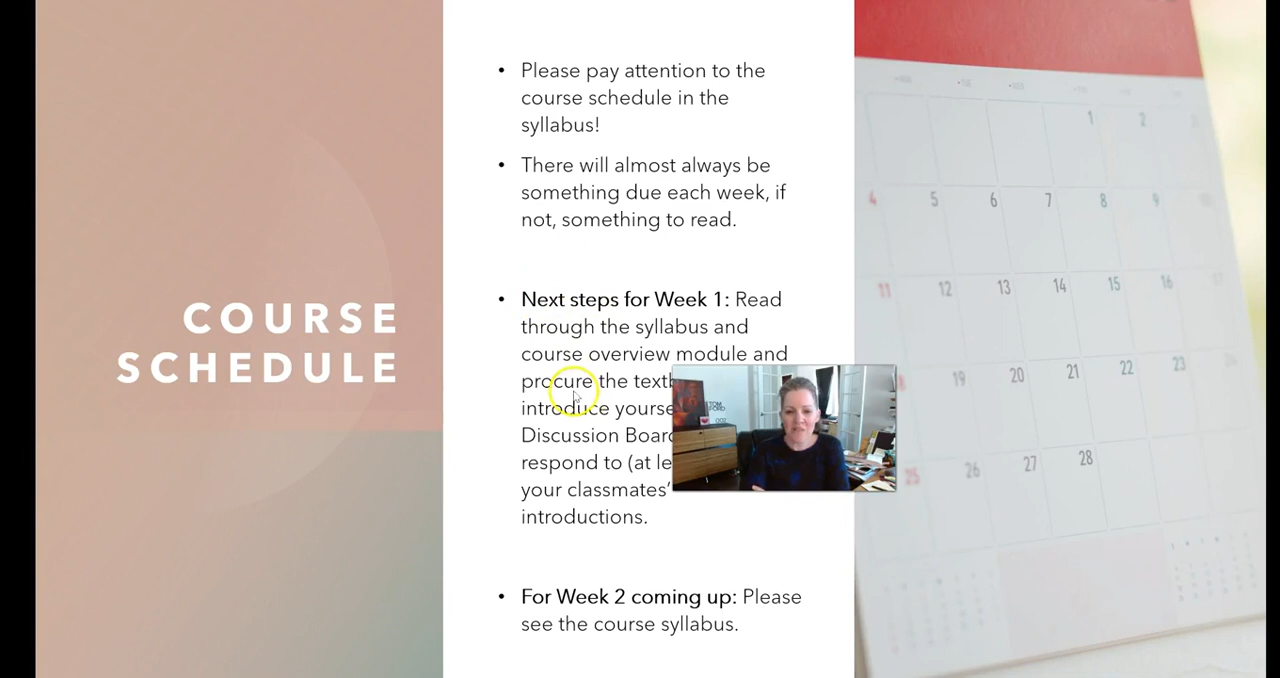 COURSE
SCHEDULE
• Please pay attention to the
course schedule in the
syllabus!
• There will almost always be
something due each week, if
not, something to read.
• Next steps for Week 1: Read
through the syllabus and
course overview module and
procure the
introduce
Discussion
respond to (at
your classmates’
introductions.
• For Week 2 coming up: Please
see the course syllabus.
TOM
FORD
002
1 2
4 5 6 7 8 9
11 12 13 14 15 16 17
19 20 21 22 23
25 26 27 28